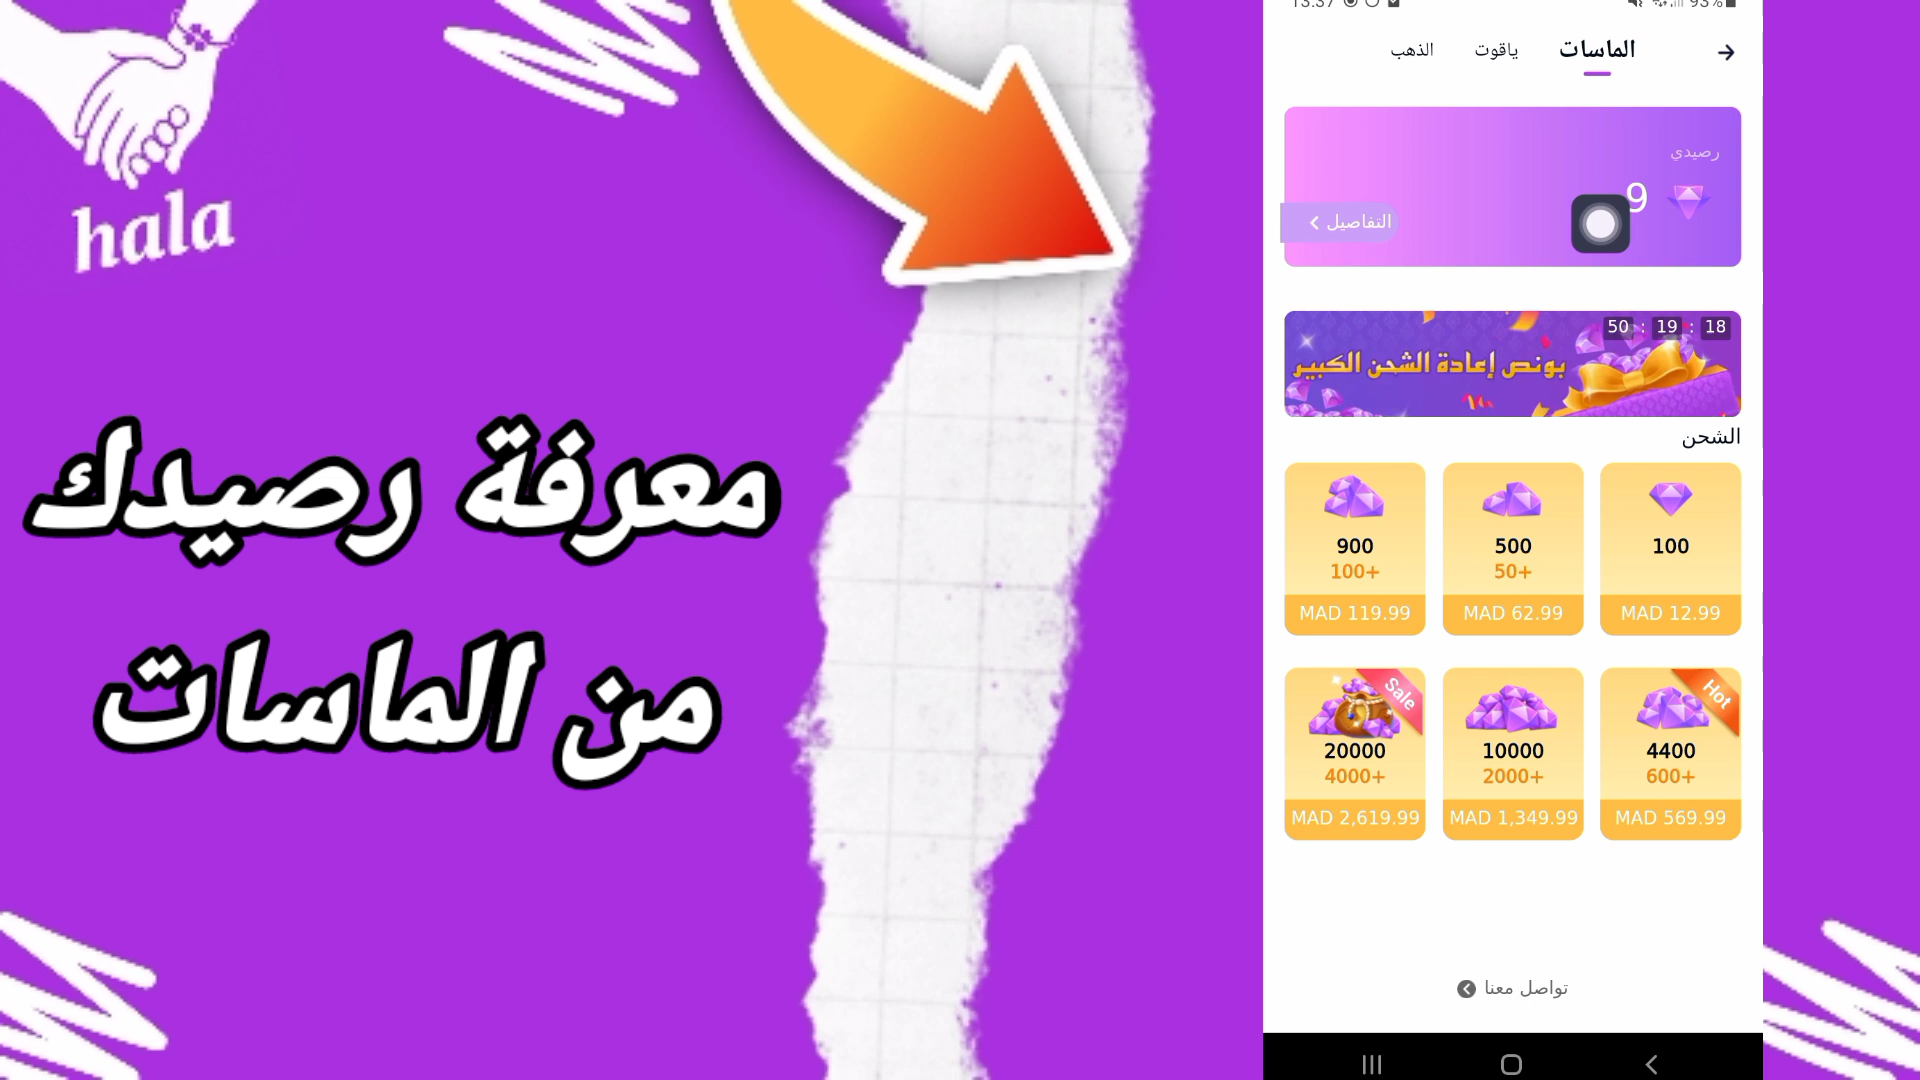 hala
معرفة رصيدك
من الماسات
93%
الماسات ياقوت الذهب
رصيدي
9
التفاصيل
50 : 19 : 18
بونص إعادة الشحن الكبير
الشحن
100 500 900
50+ 100+
MAD 12.99 MAD 62.99 MAD 119.99
Hot Sale
4400 10000 20000
600+ 2000+ 4000+
MAD 569.99 MAD 1,349.99 MAD 2,619.99
تواصل معنا